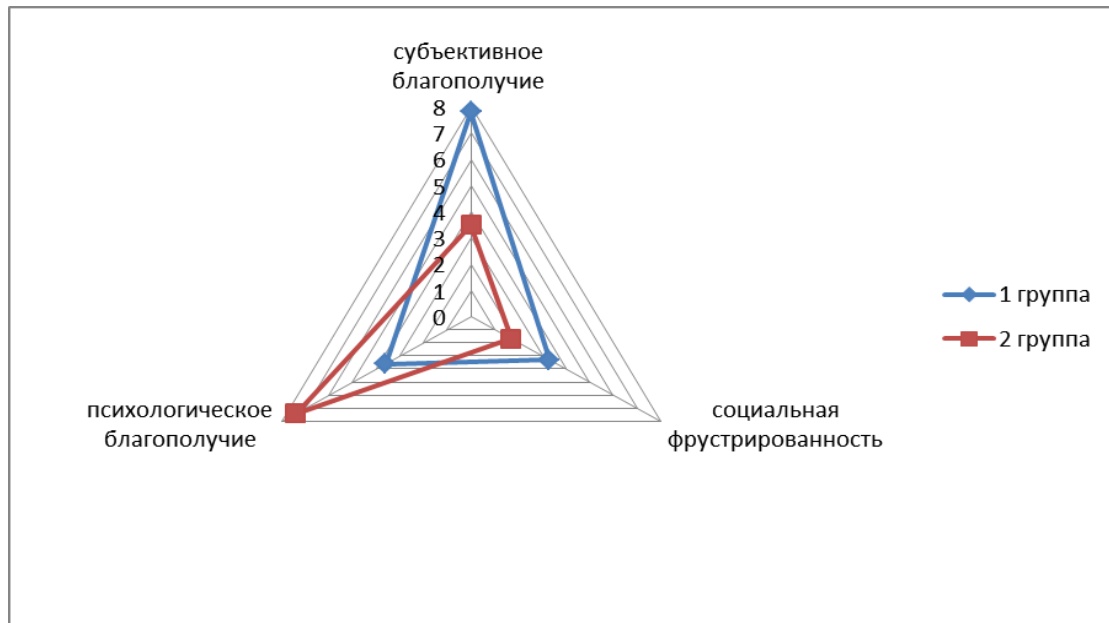 субъективное
благополучие
8
7
6
5
4
3
2
1
0
1 группа
2 группа
психологическое
благополучие
социальная
фрустрированность